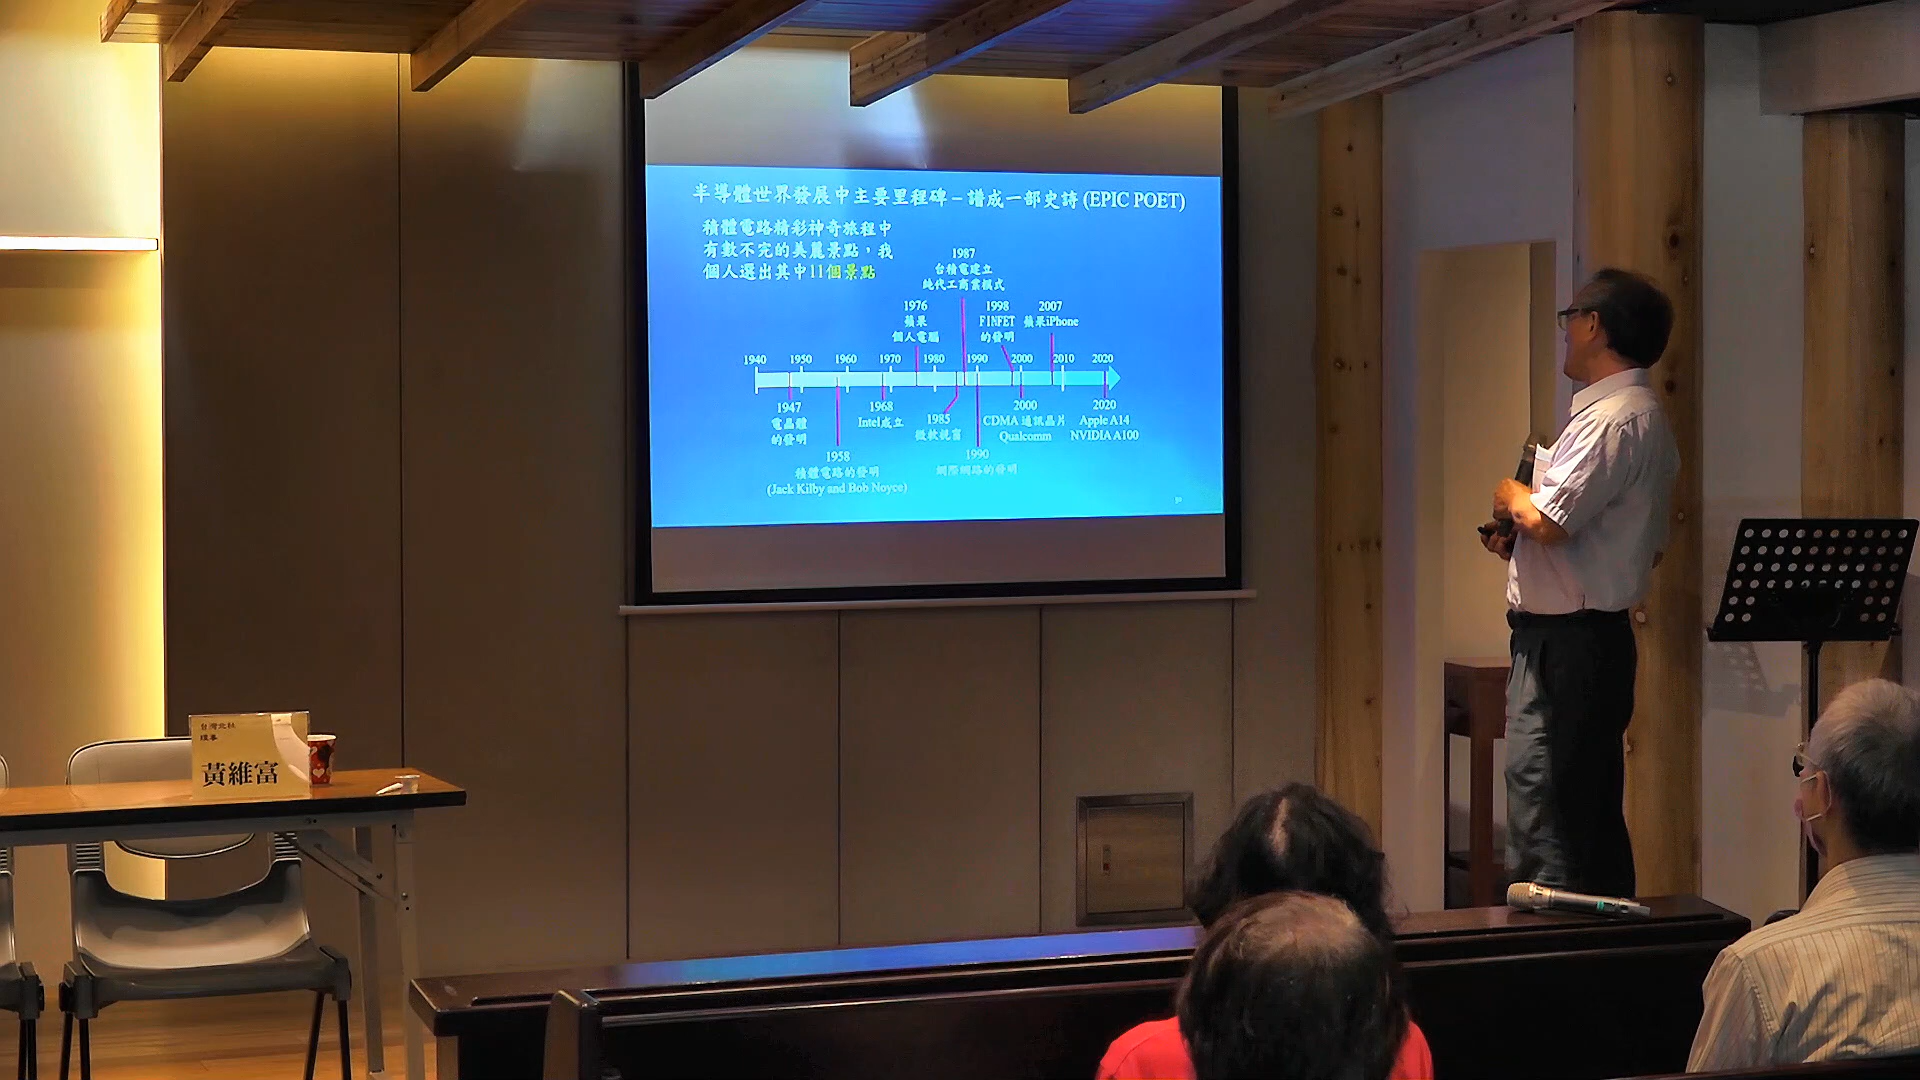 半導體世界發展中主要里程碑 – 譜成一部史詩 (EPIC POET)
積體電路精彩神奇旅程中
有數不完的美麗景點，我
個人選出其中11個景點
1987
台積電建立
純代工商業模式
1976
蘋果
個人電腦
1998
FINFET
的發明
2007
蘋果iPhone
1940 1950 1960 1970 1980 1990 2000 2010 2020
1947
電晶體
的發明
1958
積體電路的發明
(Jack Kilby and Bob Noyce)
1968
Intel成立
1985
微軟視窗
1990
網際網路的發明
2000
CDMA 通訊晶片
Qualcomm
2020
Apple A14
NVIDIA A100
台灣北社
理事
黃維富